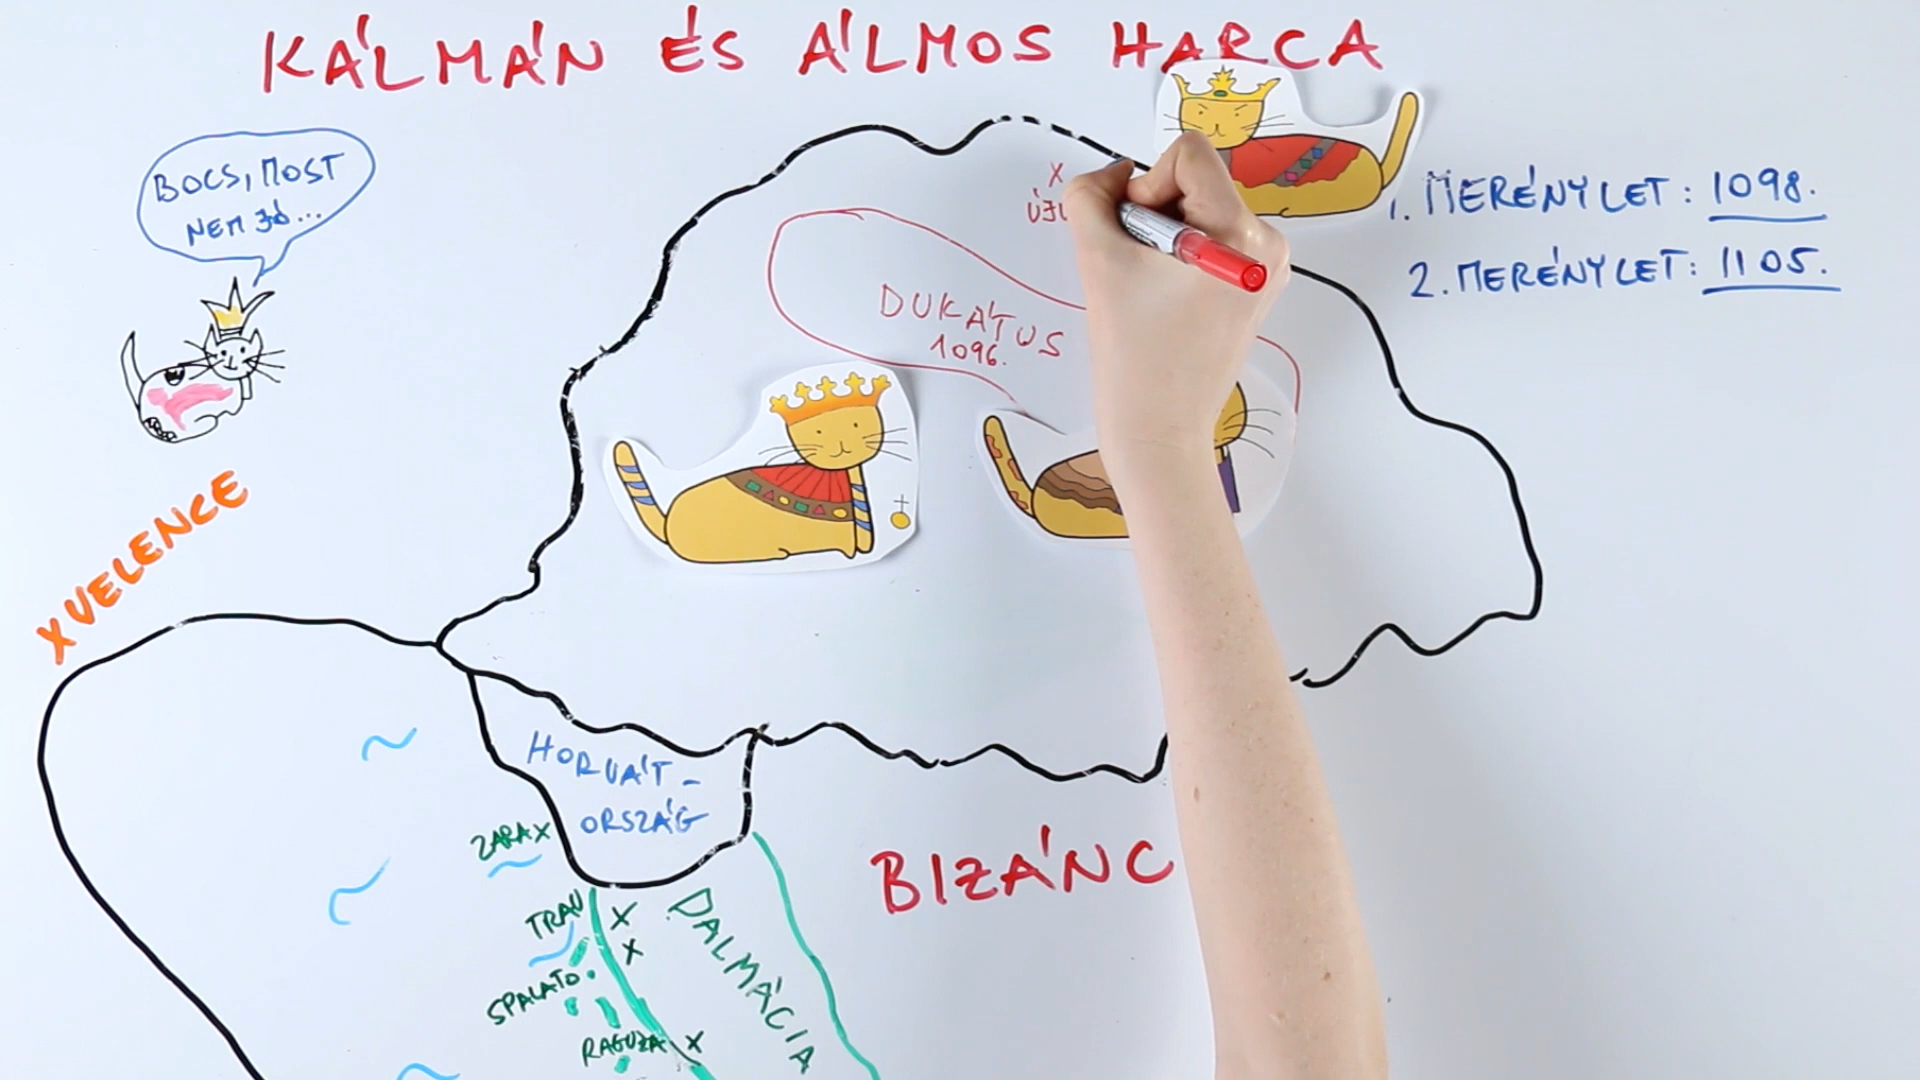 KÁLMÁN ÉS ÁLMOS HARCA
BOCS, MOST
NEM JÓ...
1. MERÉNYLET: 1098.
2. MERÉNYLET: 1105.
X
DUKÁTUS
1096.
X VELENCE
HORVÁT-
ORSZÁG
ZARA X
TRAU X
X
SPALATO
RAGUZA X
DALMÁCIA
BIZÁNC